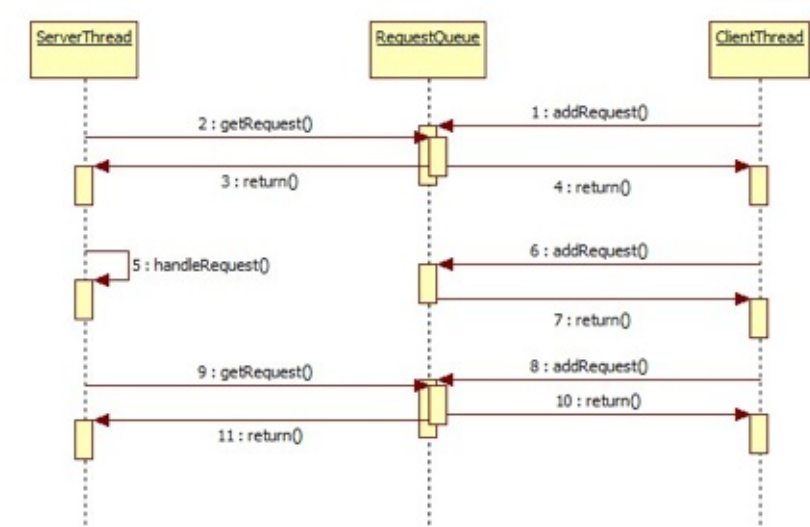 ServerThread
RequestQueue
ClientThread
1 : addRequest()
2 : getRequest()
3 : return()
4 : return()
5 : handleRequest()
6 : addRequest()
7 : return()
8 : addRequest()
9 : getRequest()
10 : return()
11 : return()